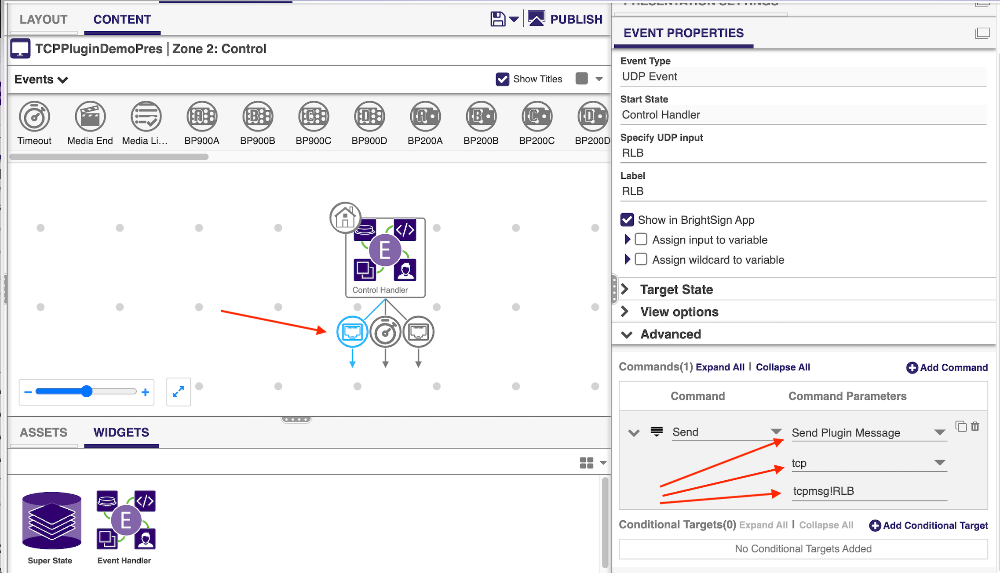 LAYOUT
CONTENT
PUBLISH
TCPPluginDemoPres | Zone 2: Control
Events
Show Titles
Timeout
Media End
Media Li...
BP900A
BP900B
BP900C
BP900D
BP200A
BP200B
BP200C
BP200D
A
B
C
D
A
B
C
D
E
Control Handler
ASSETS
WIDGETS
E
Super State
Event Handler
PRESENTATION SETTINGS
EVENT PROPERTIES
Event Type
UDP Event
Start State
Control Handler
Specify UDP input
RLB
Label
RLB
Show in BrightSign App
Assign input to variable
Assign wildcard to variable
Target State
View options
Advanced
Commands(1) Expand All | Collapse All
Add Command
Command
Command Parameters
Send
Send Plugin Message
tcp
tcpmsg!RLB
Conditional Targets(0) Expand All | Collapse All
Add Conditional Target
No Conditional Targets Added